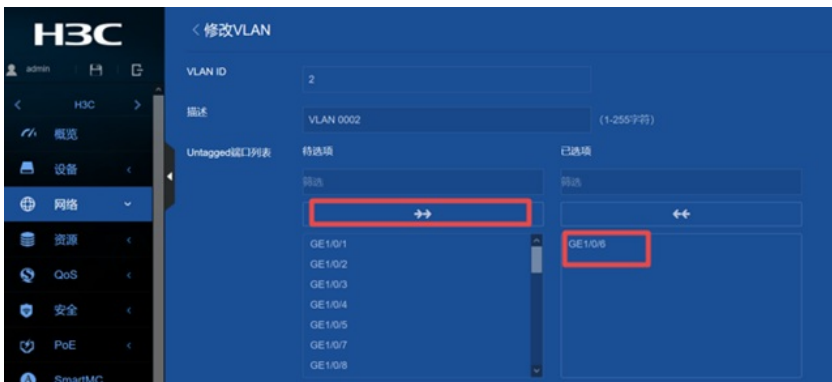 H3C
admin
H3C
概览
设备
网络
资源
QoS
安全
PoE
SmartMC
修改VLAN
VLAN ID
2
描述
VLAN 0002
(1-255字符)
Untagged端口列表
待选项
已选项
筛选
筛选
GE1/0/1
GE1/0/2
GE1/0/3
GE1/0/4
GE1/0/5
GE1/0/7
GE1/0/8
GE1/0/6